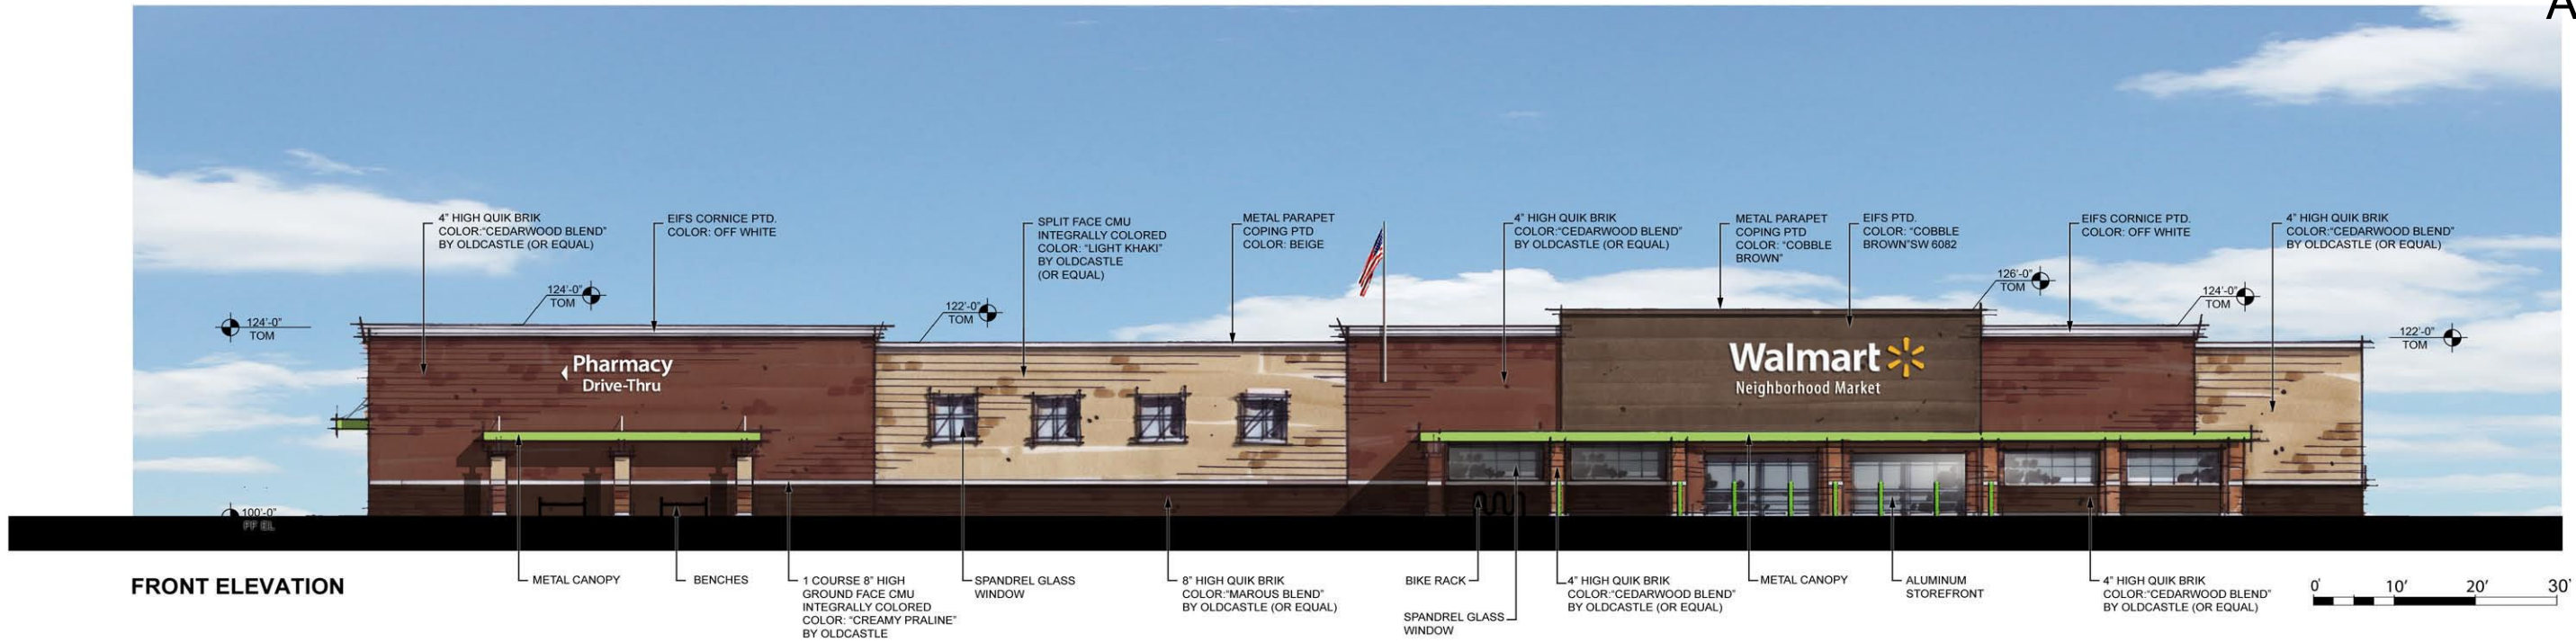 A
4" HIGH QUIK BRIK
COLOR:"CEDARWOOD BLEND"
BY OLDCASTLE (OR EQUAL)
EIFS CORNICE PTD.
COLOR: OFF WHITE
SPLIT FACE CMU
INTEGRALLY COLORED
COLOR: "LIGHT KHAKI"
BY OLDCASTLE
(OR EQUAL)
METAL PARAPET
COPING PTD
COLOR: BEIGE
4" HIGH QUIK BRIK
COLOR:"CEDARWOOD BLEND"
BY OLDCASTLE (OR EQUAL)
METAL PARAPET
COPING PTD
COLOR: "COBBLE
BROWN"
EIFS PTD.
COLOR: "COBBLE
BROWN"SW 6082
EIFS CORNICE PTD.
COLOR: OFF WHITE
4" HIGH QUIK BRIK
COLOR:"CEDARWOOD BLEND"
BY OLDCASTLE (OR EQUAL)
124'-0"
TOM
124'-0"
TOM
122'-0"
TOM
126'-0"
TOM
124'-0"
TOM
122'-0"
TOM
Pharmacy
Drive-Thru
Walmart
Neighborhood Market
100'-0"
FF EL
FRONT ELEVATION
METAL CANOPY
BENCHES
1 COURSE 8" HIGH
GROUND FACE CMU
INTEGRALLY COLORED
COLOR: "CREAMY PRALINE"
BY OLDCASTLE
SPANDREL GLASS
WINDOW
8" HIGH QUIK BRIK
COLOR:"MAROUS BLEND"
BY OLDCASTLE (OR EQUAL)
BIKE RACK
SPANDREL GLASS
WINDOW
4" HIGH QUIK BRIK
COLOR:"CEDARWOOD BLEND"
BY OLDCASTLE (OR EQUAL)
METAL CANOPY
ALUMINUM
STOREFRONT
4" HIGH QUIK BRIK
COLOR:"CEDARWOOD BLEND"
BY OLDCASTLE (OR EQUAL)
0' 10' 20' 30'